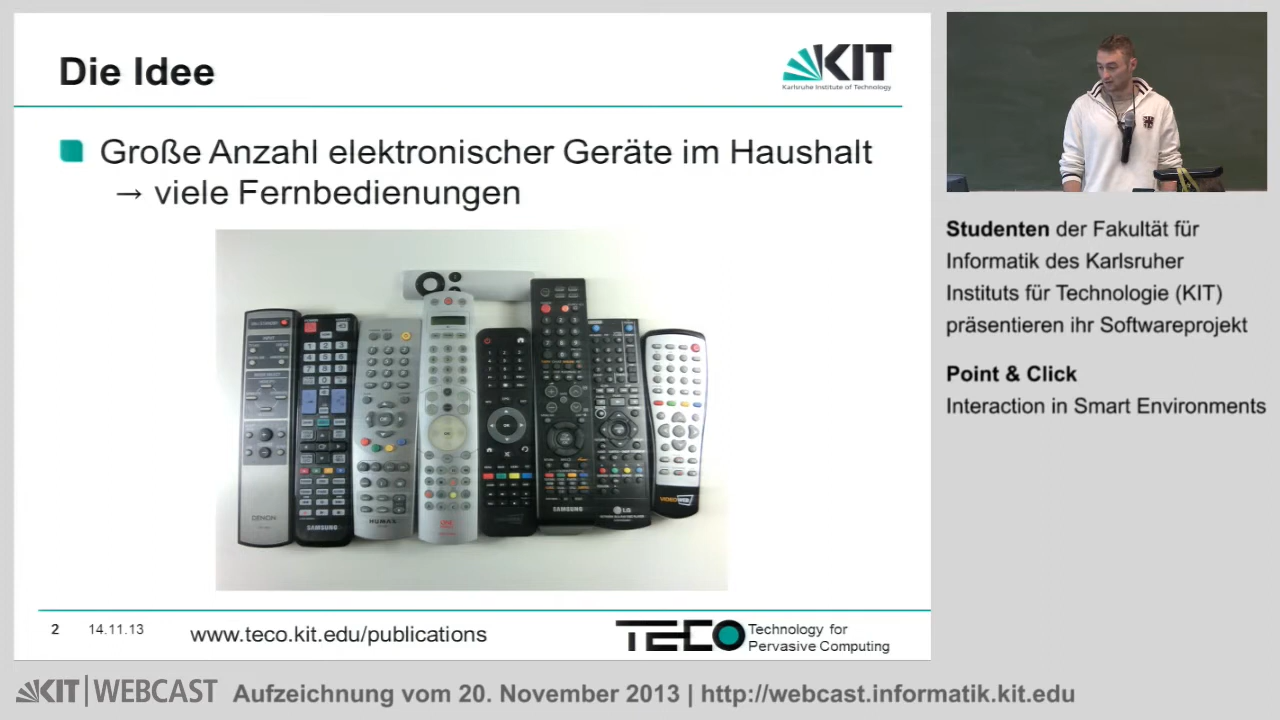 Die Idee
KIT
Karlsruhe Institute of Technology
Große Anzahl elektronischer Geräte im Haushalt
→ viele Fernbedienungen
DENON
SAMSUNG
HUMAX
SAMSUNG
LG
VIDEOWEB
2 14.11.13 www.teco.kit.edu/publications
TECO Technology for
Pervasive Computing
Studenten der Fakultät für
Informatik des Karlsruher
Instituts für Technologie (KIT)
präsentieren ihr Softwareprojekt
Point & Click
Interaction in Smart Environments
KIT | WEBCAST Aufzeichnung vom 20. November 2013 | http://webcast.informatik.kit.edu